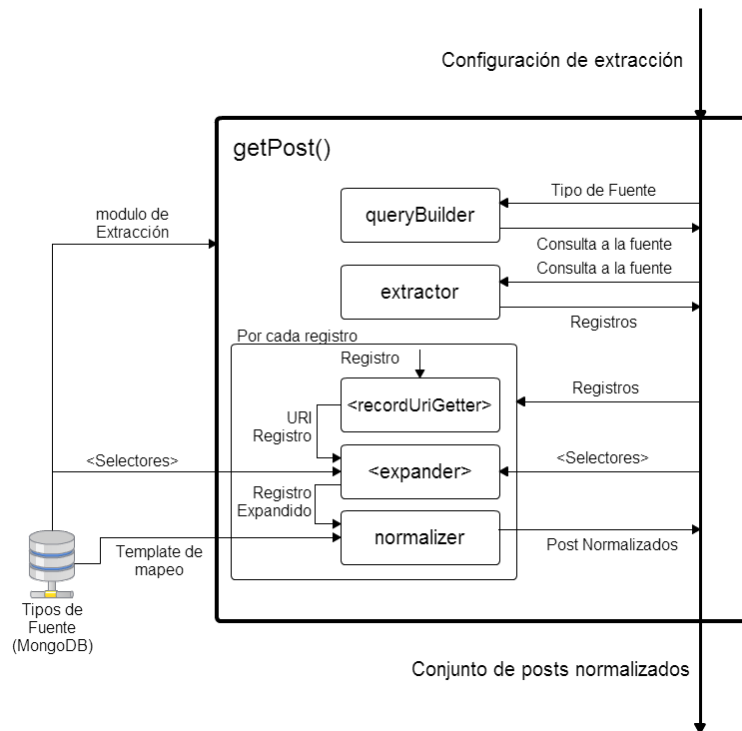 Configuración de extracción
getPost()
Tipo de Fuente
queryBuilder
modulo de
Extracción
Consulta a la fuente
Consulta a la fuente
extractor
Registros
Por cada registro
Registro
Registros
<recordUriGetter>
URI
Registro
<Selectores>
<expander>
<Selectores>
Registro
Expandido
normalizer
Template de
mapeo
Post Normalizados
Tipos de
Fuente
(MongoDB)
Conjunto de posts normalizados